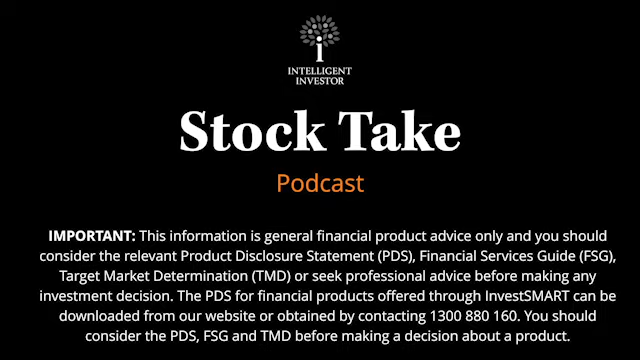 INTELLIGENT
INVESTOR
Stock Take
Podcast
IMPORTANT: This information is general financial product advice only and you should
consider the relevant Product Disclosure Statement (PDS), Financial Services Guide (FSG),
Target Market Determination (TMD) or seek professional advice before making any
investment decision. The PDS for financial products offered through InvestSMART can be
downloaded from our website or obtained by contacting 1300 880 160. You should
consider the PDS, FSG and TMD before making a decision about a product.